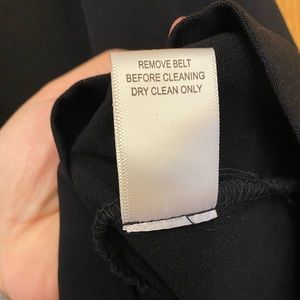 REMOVE BELT
BEFORE CLEANING
DRY CLEAN ONLY